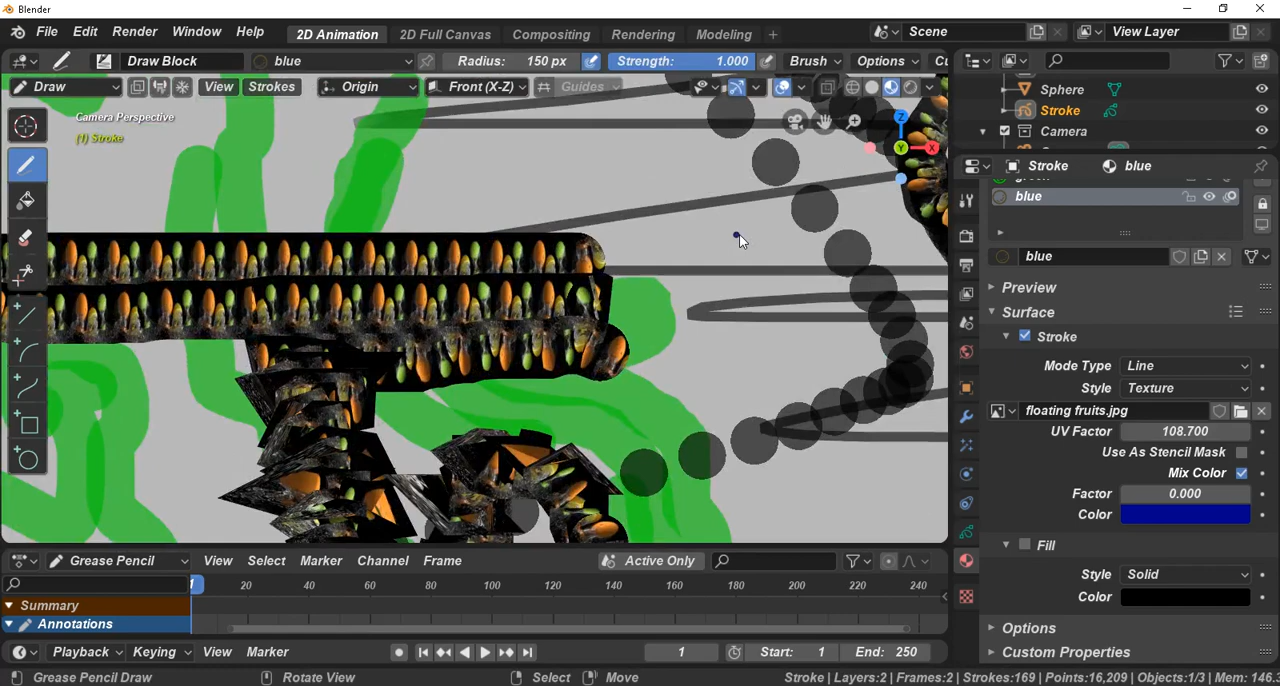 Blender
File Edit Render Window Help 2D Animation 2D Full Canvas Compositing Rendering Modeling + Scene View Layer
Draw Block blue Radius: 150 px Strength: 1.000 Brush Options Cu
Draw View Strokes Origin Front (X-Z) Guides
Camera Perspective
(1) Stroke
Z
Y
X
Sphere
Stroke
Camera
Stroke blue
blue
blue
Preview
Surface
Stroke
Mode Type Line
Style Texture
floating fruits.jpg
UV Factor 108.700
Use As Stencil Mask
Mix Color
Factor 0.000
Color
Fill
Style Solid
Color
Options
Custom Properties
Grease Pencil View Select Marker Channel Frame Active Only
1 20 40 60 80 100 120 140 160 180 200 220 240
Summary
Annotations
Playback Keying View Marker 1 Start: 1 End: 250
Grease Pencil Draw Rotate View Select Move Stroke | Layers:2 | Frames:2 | Strokes:169 | Points:16,209 | Objects:1/3 | Mem: 146.3